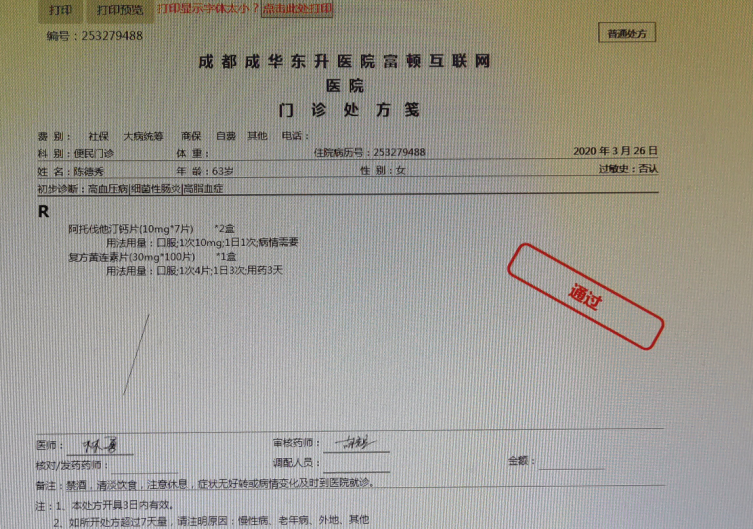 打印 打印预览 打印显示字体太小？点击此处打印
编号：253279488 普通处方
成都成华东升医院富顿互联网
医院
门诊处方笺
费 别： 社保 大病统筹 商保 自费 其他 电话：
科 别：便民门诊 体 重： 住院病历号：253279488 2020 年 3 月 26 日
姓 名：陈德秀 年 龄：63岁 性 别：女 过敏史：否认
初步诊断：高血压病|细菌性肠炎|高脂血症
R
阿托伐他汀钙片(10mg*7片) *2盒
用法用量：口服;1次10mg;1日1次;病情需要
复方黄连素片(30mg*100片) *1盒
用法用量：口服;1次4片;1日3次;用药3天
通过
医师： 审核药师：
核对/发药药师： 调配人员： 金额：
备注：禁酒，清淡饮食，注意休息，症状无好转或病情变化及时到医院就诊。
注：1、本处方开具3日内有效。
2、如所开处方超过7天量，请注明原因：慢性病、老年病、外地、其他